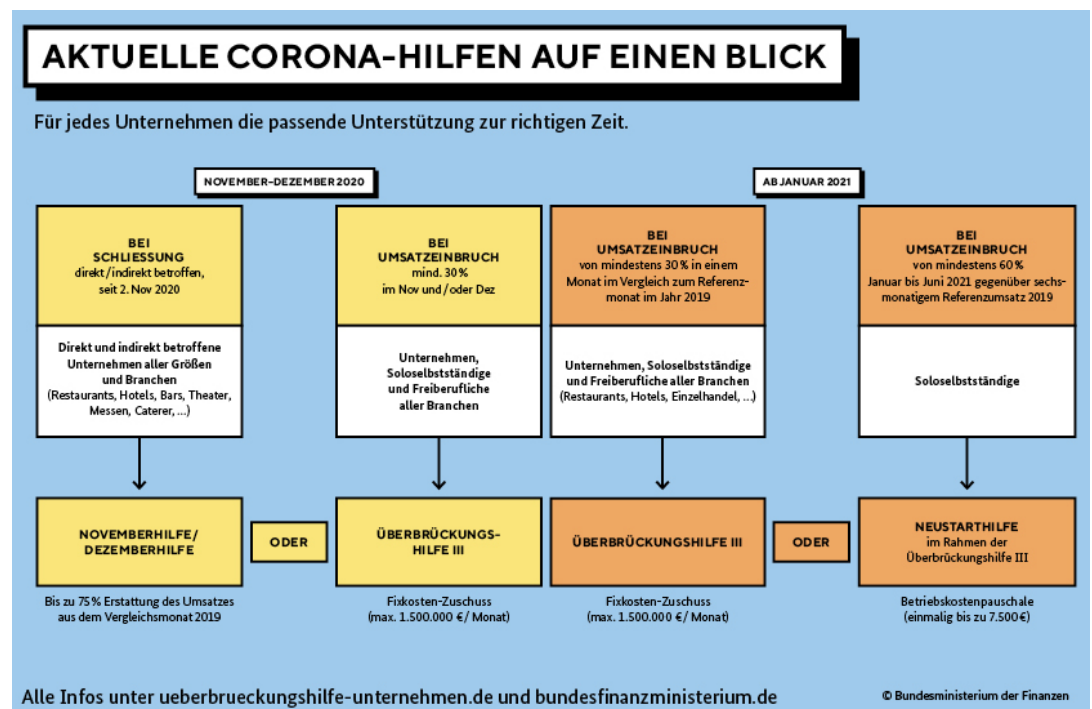 AKTUELLE CORONA-HILFEN AUF EINEN BLICK
Für jedes Unternehmen die passende Unterstützung zur richtigen Zeit.
NOVEMBER–DEZEMBER 2020
BEI
SCHLIESSUNG
direkt/indirekt betroffen,
seit 2. Nov 2020
Direkt und indirekt betroffene
Unternehmen aller Größen
und Branchen
(Restaurants, Hotels, Bars, Theater,
Messen, Caterer, ...)
NOVEMBERHILFE/
DEZEMBERHILFE
Bis zu 75% Erstattung des Umsatzes
aus dem Vergleichsmonat 2019
ODER
BEI
UMSATZEINBRUCH
mind. 30%
im Nov und/oder Dez
Unternehmen,
Soloselbstständige
und Freiberufliche
aller Branchen
ÜBERBRÜCKUNGS-
HILFE III
Fixkosten-Zuschuss
(max. 1.500.000 €/Monat)
AB JANUAR 2021
BEI
UMSATZEINBRUCH
von mindestens 30% in einem
Monat im Vergleich zum Referenz-
monat im Jahr 2019
Unternehmen, Soloselbstständige
und Freiberufliche aller Branchen
(Restaurants, Hotels, Einzelhandel, ...)
ÜBERBRÜCKUNGSHILFE III
Fixkosten-Zuschuss
(max. 1.500.000 €/Monat)
ODER
BEI
UMSATZEINBRUCH
von mindestens 60%
Januar bis Juni 2021 gegenüber sechs-
monatigem Referenzumsatz 2019
Soloselbstständige
NEUSTARTHILFE
im Rahmen der
Überbrückungshilfe III
Betriebskostenpauschale
(einmalig bis zu 7.500€)
Alle Infos unter ueberbrueckungshilfe-unternehmen.de und bundesfinanzministerium.de
© Bundesministerium der Finanzen